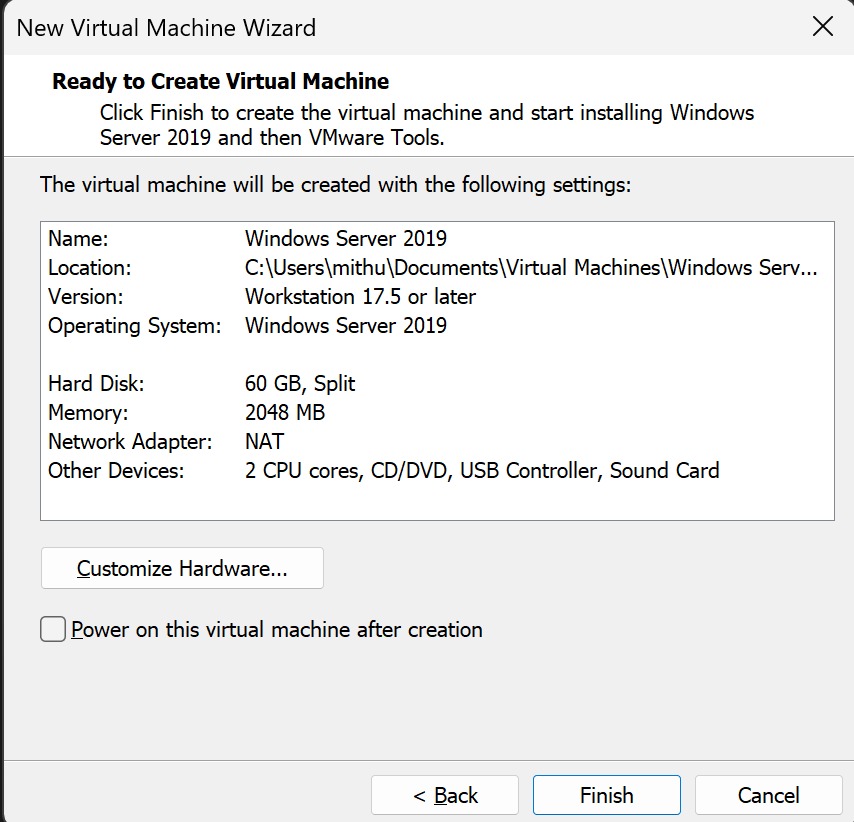 New Virtual Machine Wizard
Ready to Create Virtual Machine
Click Finish to create the virtual machine and start installing Windows
Server 2019 and then VMware Tools.
The virtual machine will be created with the following settings:
Name: Windows Server 2019
Location: C:\Users\mithu\Documents\Virtual Machines\Windows Serv...
Version: Workstation 17.5 or later
Operating System: Windows Server 2019
Hard Disk: 60 GB, Split
Memory: 2048 MB
Network Adapter: NAT
Other Devices: 2 CPU cores, CD/DVD, USB Controller, Sound Card
Customize Hardware...
Power on this virtual machine after creation
< Back Finish Cancel